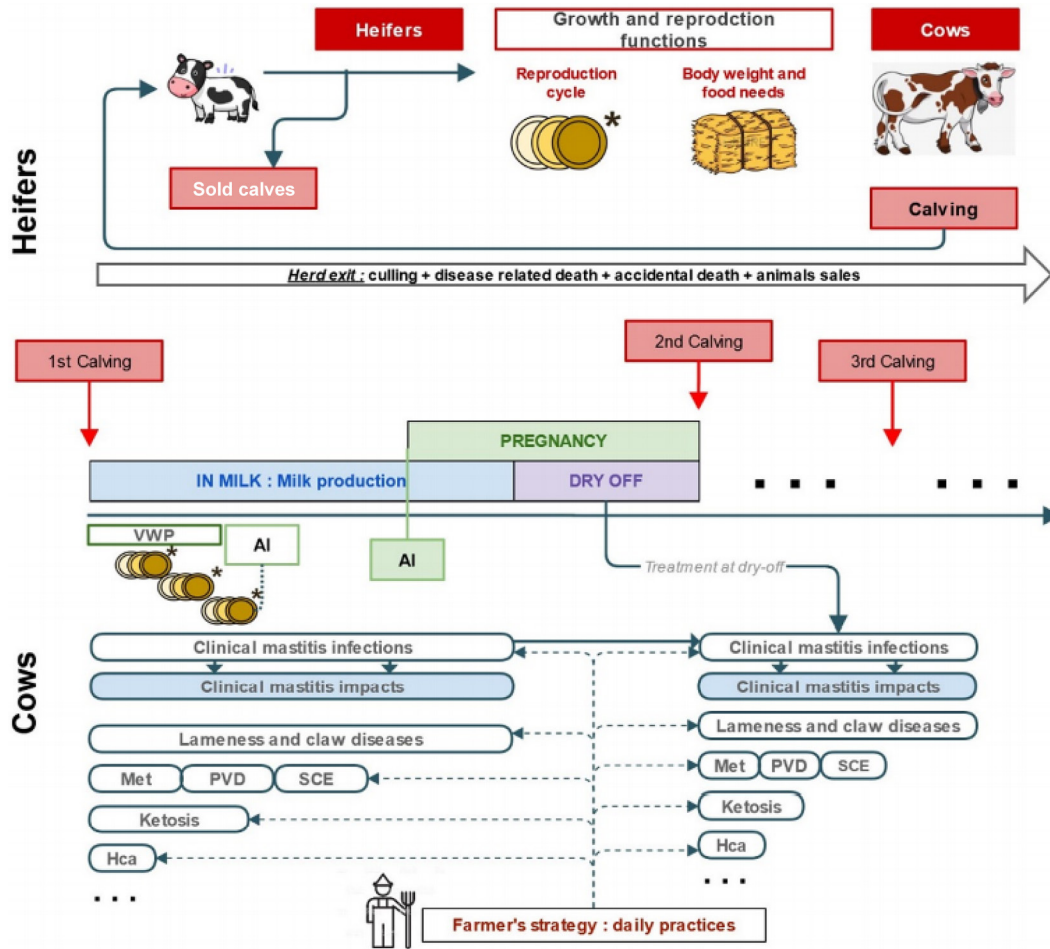 Heifers
Heifers
Growth and reprodction
functions
Cows
Reproduction
cycle
*
Body weight and
food needs
Sold calves
Calving
Herd exit : culling + disease related death + accidental death + animals sales
Cows
1st Calving
2nd Calving
3rd Calving
PREGNANCY
IN MILK : Milk production
DRY OFF
. . .
. . .
VWP
AI
AI
*
*
*
Treatment at dry-off
Clinical mastitis infections
Clinical mastitis infections
Clinical mastitis impacts
Clinical mastitis impacts
Lameness and claw diseases
Lameness and claw diseases
Met PVD SCE
Met PVD SCE
Ketosis
Ketosis
Hca
Hca
. . .
. . .
Farmer's strategy : daily practices